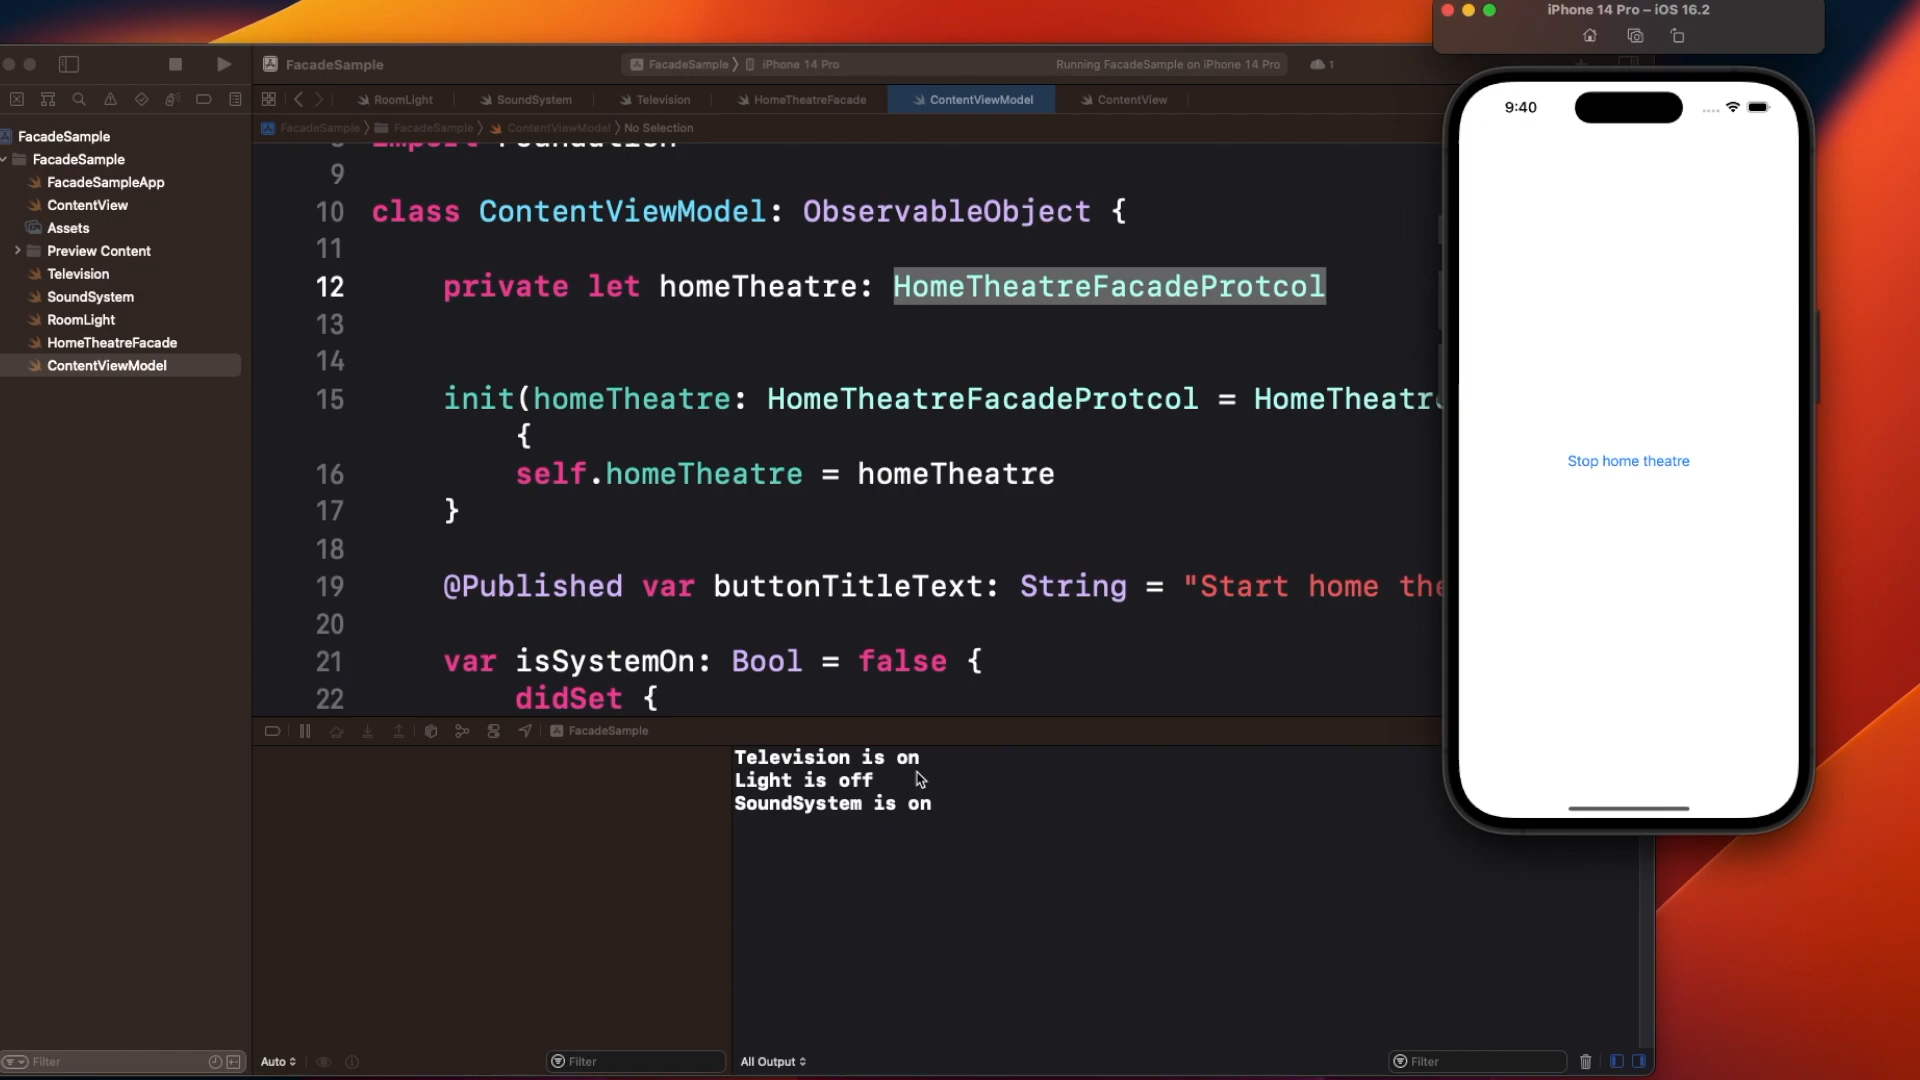 iPhone 14 Pro – iOS 16.2
FacadeSample
FacadeSample
iPhone 14 Pro
Running FacadeSample on iPhone 14 Pro
1
RoomLight
SoundSystem
Television
HomeTheatreFacade
ContentViewModel
ContentView
FacadeSample
FacadeSample
ContentViewModel
No Selection
FacadeSample
FacadeSample
FacadeSampleApp
ContentView
Assets
Preview Content
Television
SoundSystem
RoomLight
HomeTheatreFacade
ContentViewModel
8 import Foundation
9
10 class ContentViewModel: ObservableObject {
11
12 private let homeTheatre: HomeTheatreFacadeProtcol
13
14
15 init(homeTheatre: HomeTheatreFacadeProtcol = HomeTheatr
{
16 self.homeTheatre = homeTheatre
17 }
18
19 @Published var buttonTitleText: String = "Start home the
20
21 var isSystemOn: Bool = false {
22 didSet {
FacadeSample
Television is on
Light is off
SoundSystem is on
9:40
Stop home theatre
Filter
Auto
Filter
All Output
Filter